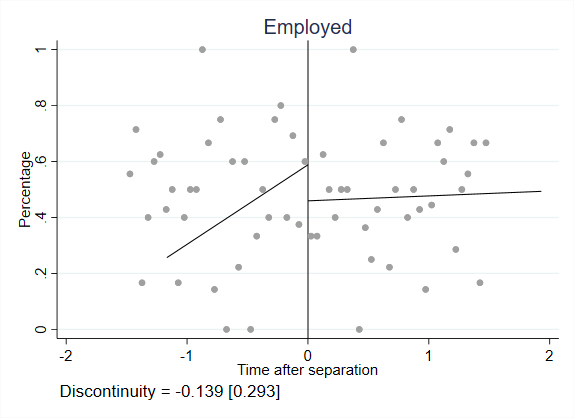 Employed
Percentage
1
.8
.6
.4
.2
0
-2 -1 0 1 2
Time after separation
Discontinuity = -0.139 [0.293]